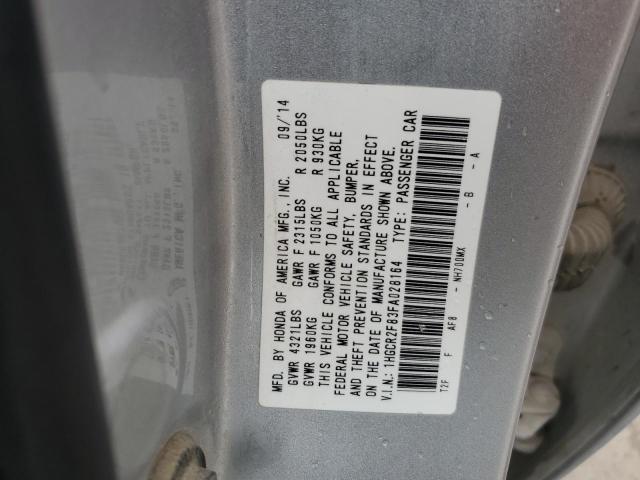 MFD. BY HONDA OF AMERICA MFG., INC. 09/'14
GVWR 4321LBS GAWR F 2315LBS R 2050LBS
GVWR 1960KG GAWR F 1050KG R 930KG
THIS VEHICLE CONFORMS TO ALL APPLICABLE
FEDERAL MOTOR VEHICLE SAFETY, BUMPER,
AND THEFT PREVENTION STANDARDS IN EFFECT
ON THE DATE OF MANUFACTURE SHOWN ABOVE.
V.I.N.: 1HGCR2F83FA028164 TYPE: PASSENGER CAR
T2F F AF8 - NH700MX - B - A